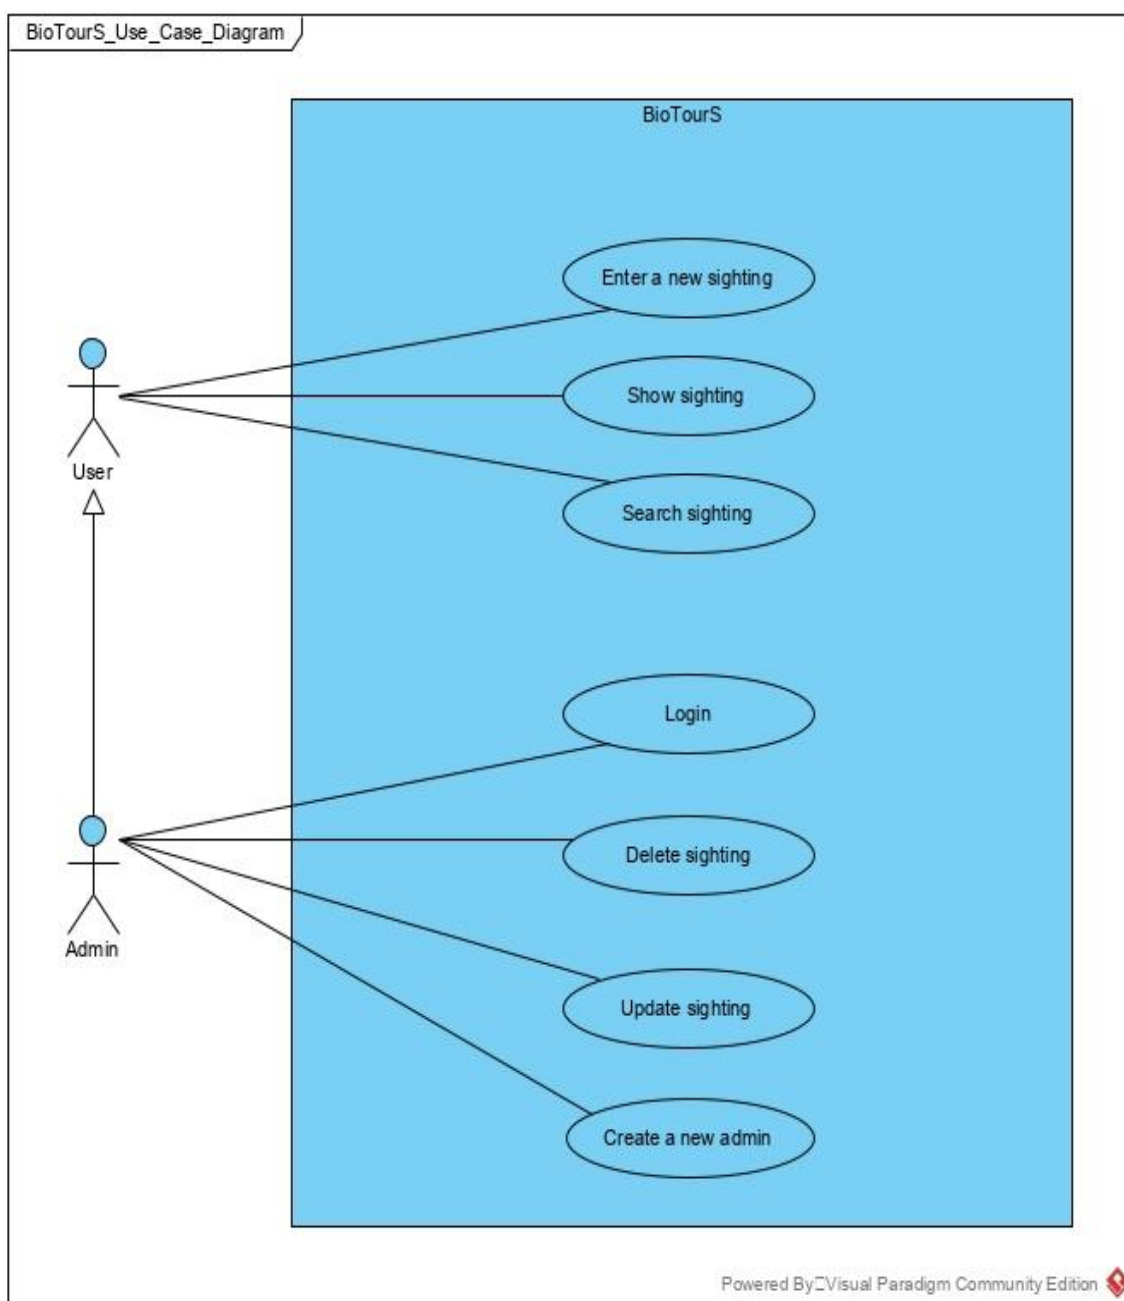 BioTourS_Use_Case_Diagram
BioTourS
Enter a new sighting
Show sighting
User
Search sighting
Login
Delete sighting
Admin
Update sighting
Create a new admin
Powered By Visual Paradigm Community Edition